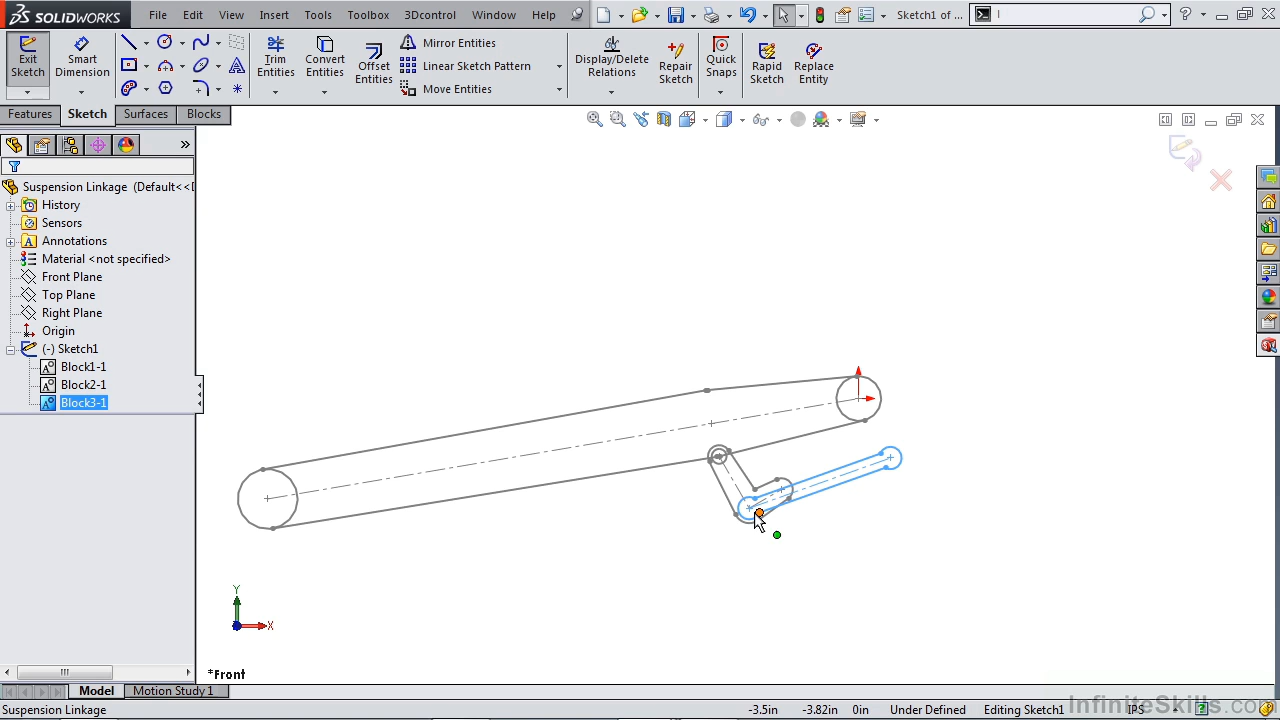 SOLIDWORKS File Edit View Insert Tools Toolbox 3Dcontrol Window Help Sketch1 of ...
Exit Sketch
Smart Dimension
Trim Entities
Convert Entities
Offset Entities
Mirror Entities
Linear Sketch Pattern
Move Entities
Display/Delete Relations
Repair Sketch
Quick Snaps
Rapid Sketch
Replace Entity
Features Sketch Surfaces Blocks
Suspension Linkage (Default<<D
History
Sensors
Annotations
Material <not specified>
Front Plane
Top Plane
Right Plane
Origin
(-) Sketch1
Block1-1
Block2-1
Block3-1
Y
X
*Front
Model Motion Study 1
InfiniteSkills.com
Suspension Linkage -3.5in -3.82in 0in Under Defined Editing Sketch1 IPS